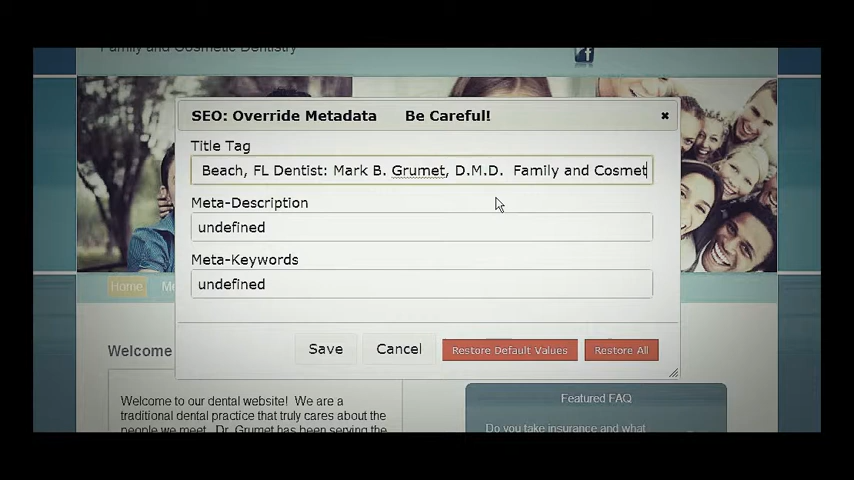 Family and Cosmetic Dentistry
f
SEO: Override Metadata Be Careful!
Title Tag
Beach, FL Dentist: Mark B. Grumet, D.M.D. Family and Cosmet
Meta-Description
undefined
Meta-Keywords
undefined
Home Me
Save Cancel Restore Default Values Restore All
Welcome
Welcome to our dental website! We are a
traditional dental practice that truly cares about the
people we meet. Dr. Grumet has been serving the
Featured FAQ
Do you take insurance and what